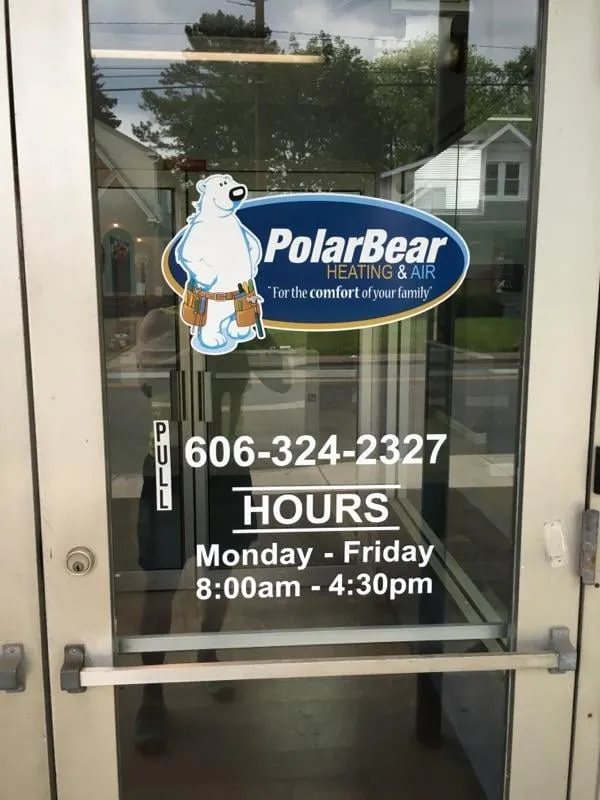 PolarBear
HEATING & AIR
"For the comfort of your family"
PULL
606-324-2327
HOURS
Monday - Friday
8:00am - 4:30pm